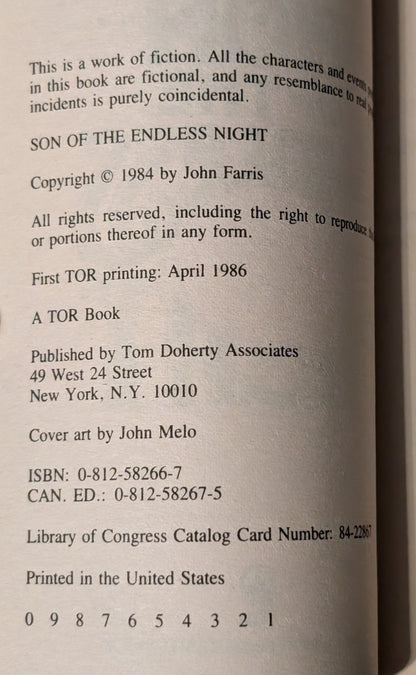 This is a work of fiction. All the characters and events
in this book are fictional, and any resemblance to real
incidents is purely coincidental.
SON OF THE ENDLESS NIGHT
Copyright © 1984 by John Farris
All rights reserved, including the right to reproduce
or portions thereof in any form.
First TOR printing: April 1986
A TOR Book
Published by Tom Doherty Associates
49 West 24 Street
New York, N.Y. 10010
Cover art by John Melo
ISBN: 0-812-58266-7
CAN. ED.: 0-812-58267-5
Library of Congress Catalog Card Number: 84-22867
Printed in the United States
0 9 8 7 6 5 4 3 2 1